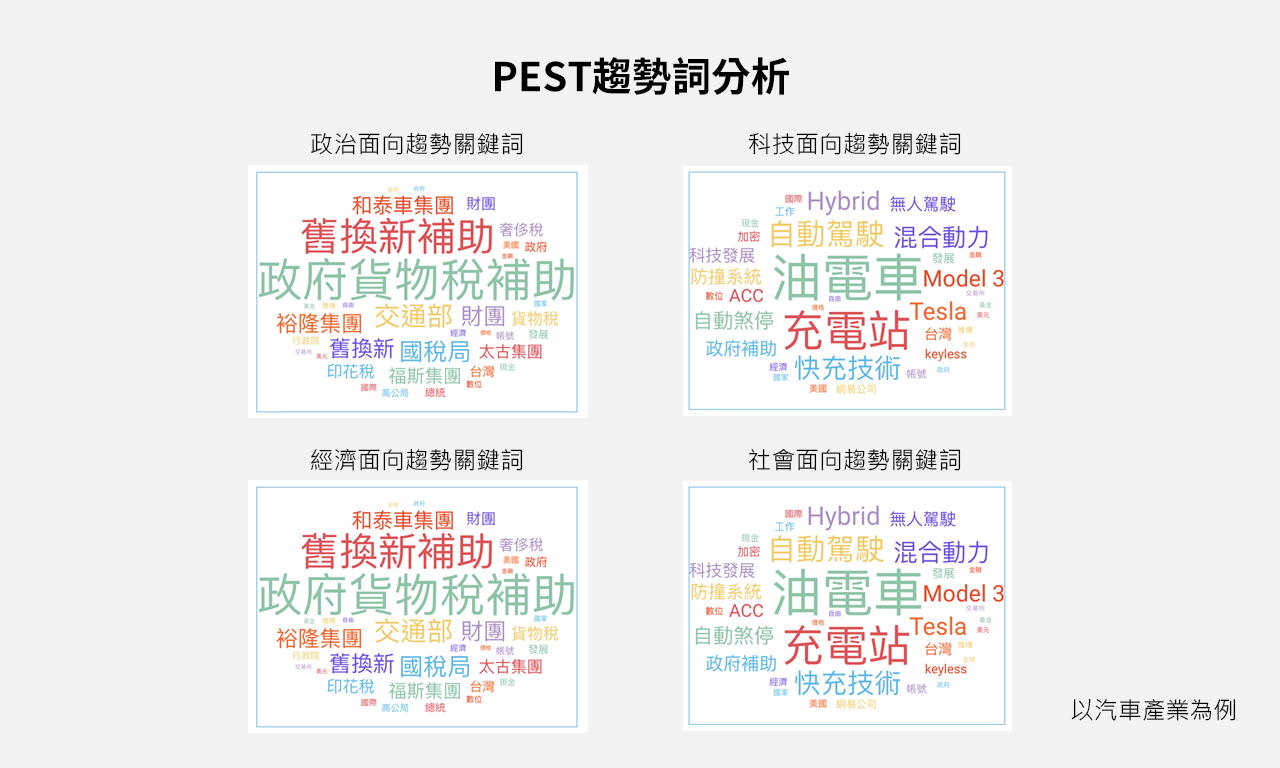 PEST趨勢詞分析
政治面向趨勢關鍵詞
全球 政府
和泰車集團 財團
舊換新補助 奢侈稅
美國 政府
金融
政府貨物稅補助
黃金 推爆 自由 國家
裕隆集團 交通部 財團 貨物稅
行政院 經濟 價格 帳號 發展
交易所 美元 舊換新 國稅局 太古集團
印花稅 福斯集團 台灣 現金
國際 高公局 總統 數位
科技面向趨勢關鍵詞
國際 Hybrid 無人駕駛
工作
現金 自動駕駛 混合動力
加密
科技發展 油電車 發展 金融
防撞系統 Model 3
數位 ACC 自由 交易所
價格 Tesla 黃金
自動煞停 充電站 美元
台灣 推爆
政府補助 keyless 全球
經濟 快充技術 帳號 政府
國家
美國 網易公司
經濟面向趨勢關鍵詞
全球 政府
和泰車集團 財團
舊換新補助 奢侈稅
美國 政府
金融
政府貨物稅補助
黃金 推爆 自由 國家
裕隆集團 交通部 財團 貨物稅
行政院 經濟 價格 帳號 發展
交易所 美元 舊換新 國稅局 太古集團
印花稅 福斯集團 台灣 現金
國際 高公局 總統 數位
社會面向趨勢關鍵詞
國際 Hybrid 無人駕駛
工作
現金 自動駕駛 混合動力
加密
科技發展 油電車 發展 金融
防撞系統 Model 3
數位 ACC 自由 交易所
價格 Tesla 黃金
自動煞停 充電站 美元
台灣 推爆
政府補助 keyless 全球
經濟 快充技術 帳號 政府
國家
美國 網易公司
以汽車產業為例